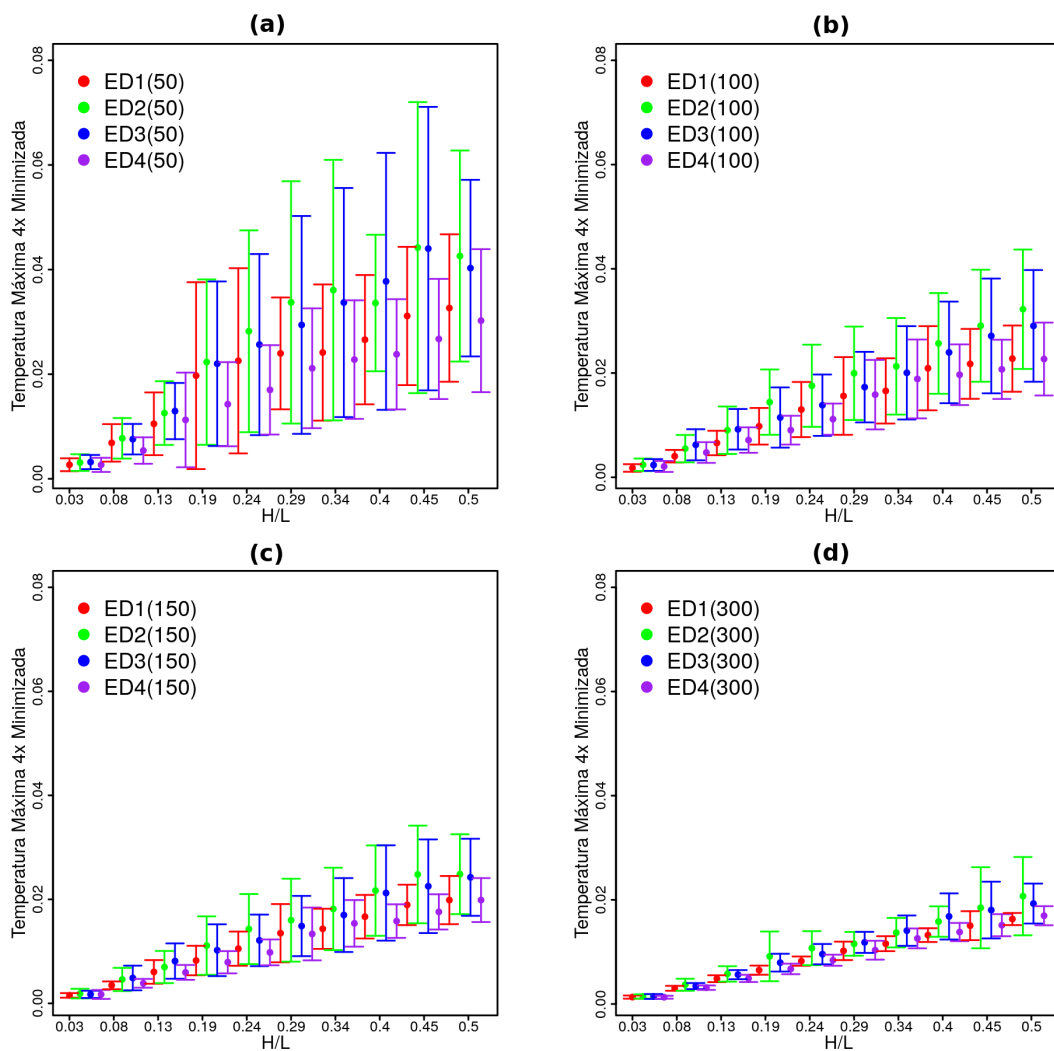 (a)
Temperatura Máxima 4x Minimizada
0.08
0.06
0.04
0.02
0.00
ED1(50)
ED2(50)
ED3(50)
ED4(50)
0.03 0.08 0.13 0.19 0.24 0.29 0.34 0.4 0.45 0.5
H/L
(b)
Temperatura Máxima 4x Minimizada
0.08
0.06
0.04
0.02
0.00
ED1(100)
ED2(100)
ED3(100)
ED4(100)
0.03 0.08 0.13 0.19 0.24 0.29 0.34 0.4 0.45 0.5
H/L
(c)
Temperatura Máxima 4x Minimizada
0.08
0.06
0.04
0.02
0.00
ED1(150)
ED2(150)
ED3(150)
ED4(150)
0.03 0.08 0.13 0.19 0.24 0.29 0.34 0.4 0.45 0.5
H/L
(d)
Temperatura Máxima 4x Minimizada
0.08
0.06
0.04
0.02
0.00
ED1(300)
ED2(300)
ED3(300)
ED4(300)
0.03 0.08 0.13 0.19 0.24 0.29 0.34 0.4 0.45 0.5
H/L